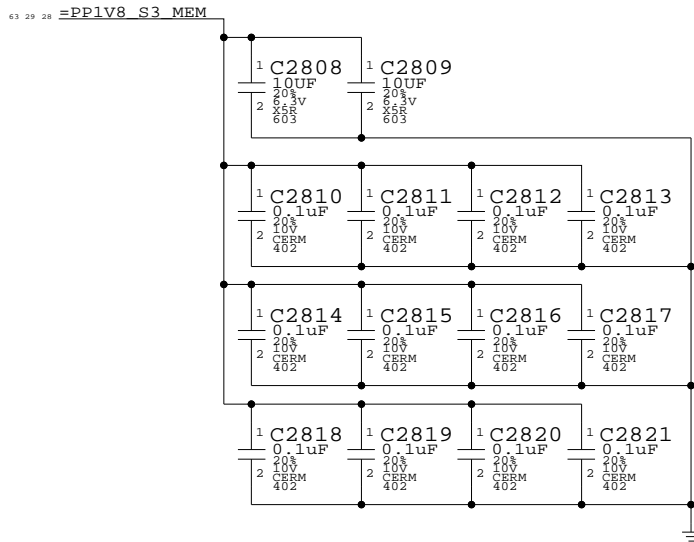 63 29 28 =PP1V8_S3_MEM
1 C2808 1 C2809
10UF 10UF
20% 20%
6.3V 6.3V
2 X5R 2 X5R
603 603
1 C2810 1 C2811 1 C2812 1 C2813
0.1uF 0.1uF 0.1uF 0.1uF
20% 20% 20% 20%
2 10V 2 10V 2 10V 2 10V
CERM CERM CERM CERM
402 402 402 402
1 C2814 1 C2815 1 C2816 1 C2817
0.1uF 0.1uF 0.1uF 0.1uF
20% 20% 20% 20%
2 10V 2 10V 2 10V 2 10V
CERM CERM CERM CERM
402 402 402 402
1 C2818 1 C2819 1 C2820 1 C2821
0.1uF 0.1uF 0.1uF 0.1uF
20% 20% 20% 20%
2 10V 2 10V 2 10V 2 10V
CERM CERM CERM CERM
402 402 402 402